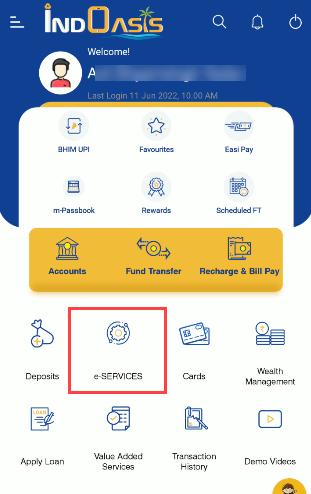 INDOASIS
Welcome!
A
Last Login 11 Jun 2022, 10.00 AM
BHIM UPI Favourites Easi Pay
m-Passbook Rewards Scheduled FT
Accounts Fund Transfer Recharge & Bill Pay
Deposits e-SERVICES Cards Wealth Management
LOAN
Apply Loan Value Added Services Transaction History Demo Videos